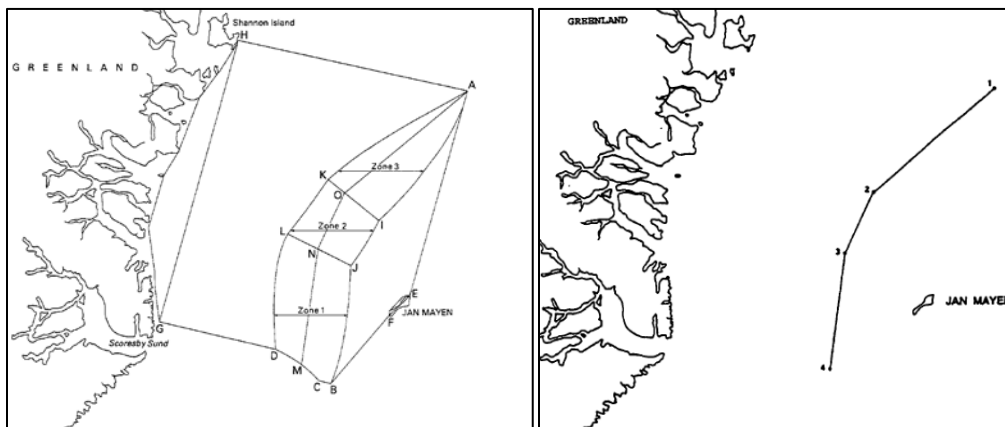 Shannon Island
H
G R E E N L A N D
A
Zone 3
K
O
I
L
Zone 2
N
J
E
JAN MAYEN
F
Zone 1
G
Scoresby Sund
D
M
C
B
GREENLAND
1
2
3
JAN MAYEN
4